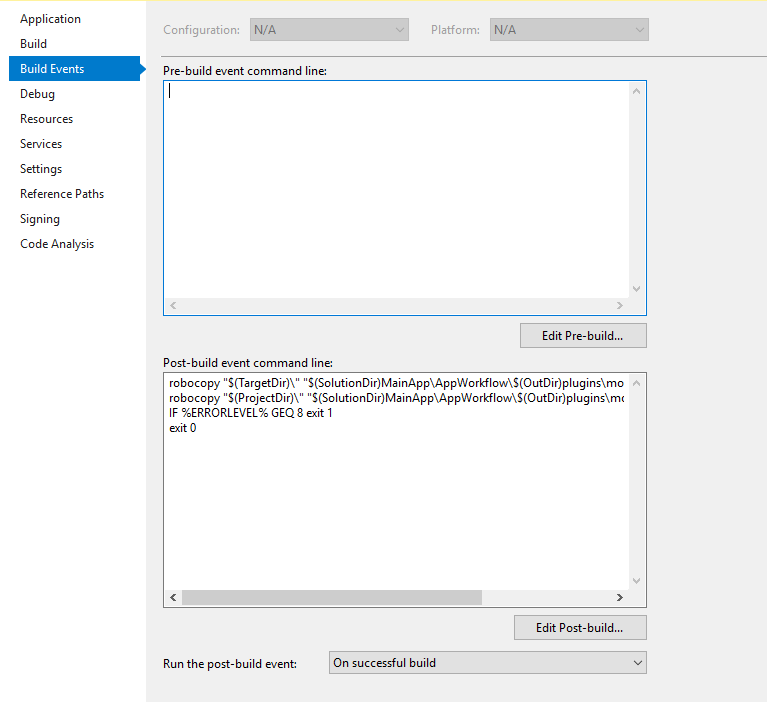 Application
Build
Build Events
Debug
Resources
Services
Settings
Reference Paths
Signing
Code Analysis
Configuration: N/A Platform: N/A
Pre-build event command line:
Edit Pre-build...
Post-build event command line:
robocopy "$(TargetDir)\" "$(SolutionDir)MainApp\AppWorkflow\$(OutDir)plugins\mo
robocopy "$(ProjectDir)\" "$(SolutionDir)MainApp\AppWorkflow\$(OutDir)plugins\mo
IF %ERRORLEVEL% GEQ 8 exit 1
exit 0
Edit Post-build...
Run the post-build event: On successful build